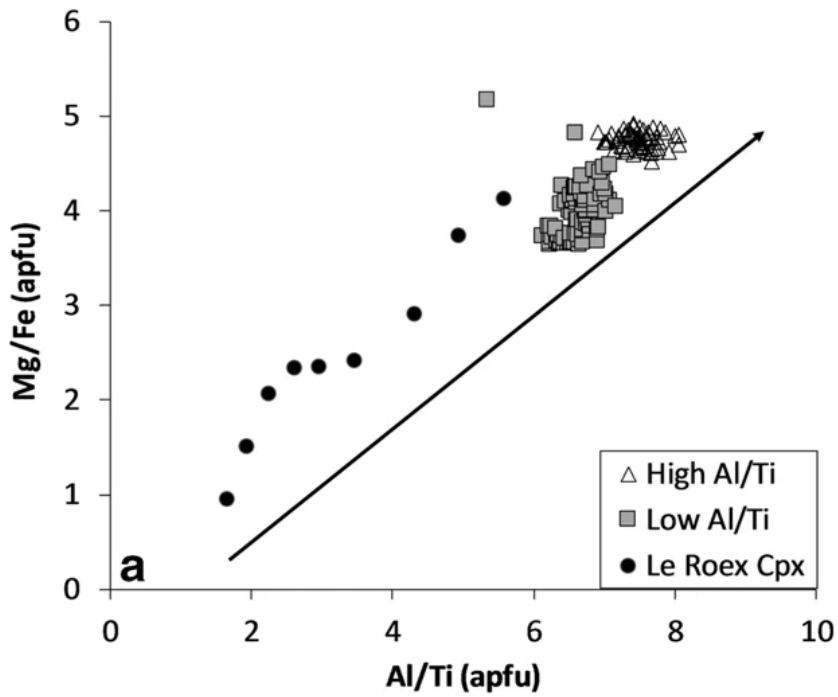 6
5
4
3
2
1
0
Mg/Fe (apfu)
a
High Al/Ti
Low Al/Ti
Le Roex Cpx
0 2 4 6 8 10
Al/Ti (apfu)